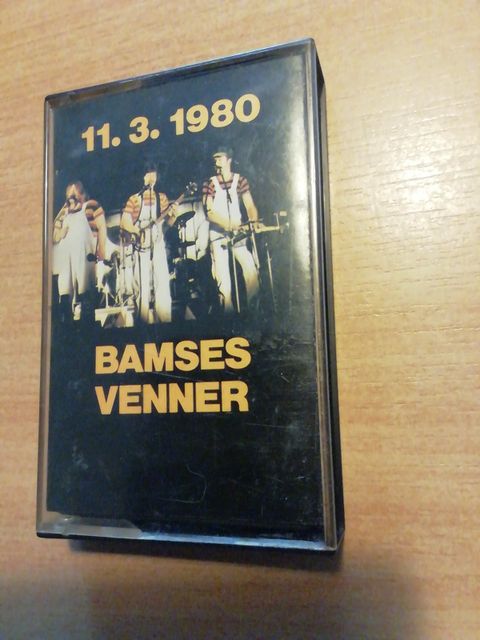 11. 3. 1980
BAMSES
VENNER